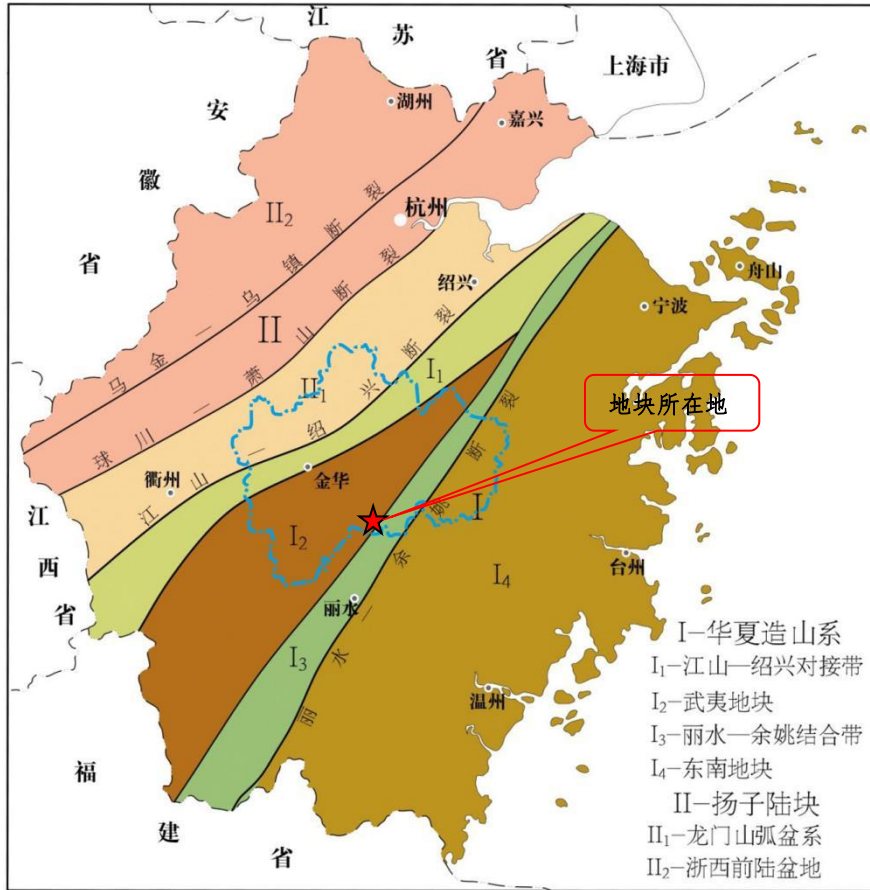 江苏省
上海市
安徽省
湖州
嘉兴
II₂
杭州
马金—乌镇断裂
舟山
绍兴
宁波
II
球川—萧山断裂
I₁
II₁
地块所在地
江山—绍兴断裂
衢州
金华
I
江西省
I₂
I₄
台州
丽水
I₃
丽水—余姚断裂
温州
福建省
I–华夏造山系
I₁–江山—绍兴对接带
I₂–武夷地块
I₃–丽水—余姚结合带
I₄–东南地块
II–扬子陆块
II₁–龙门山弧盆系
II₂–浙西前陆盆地